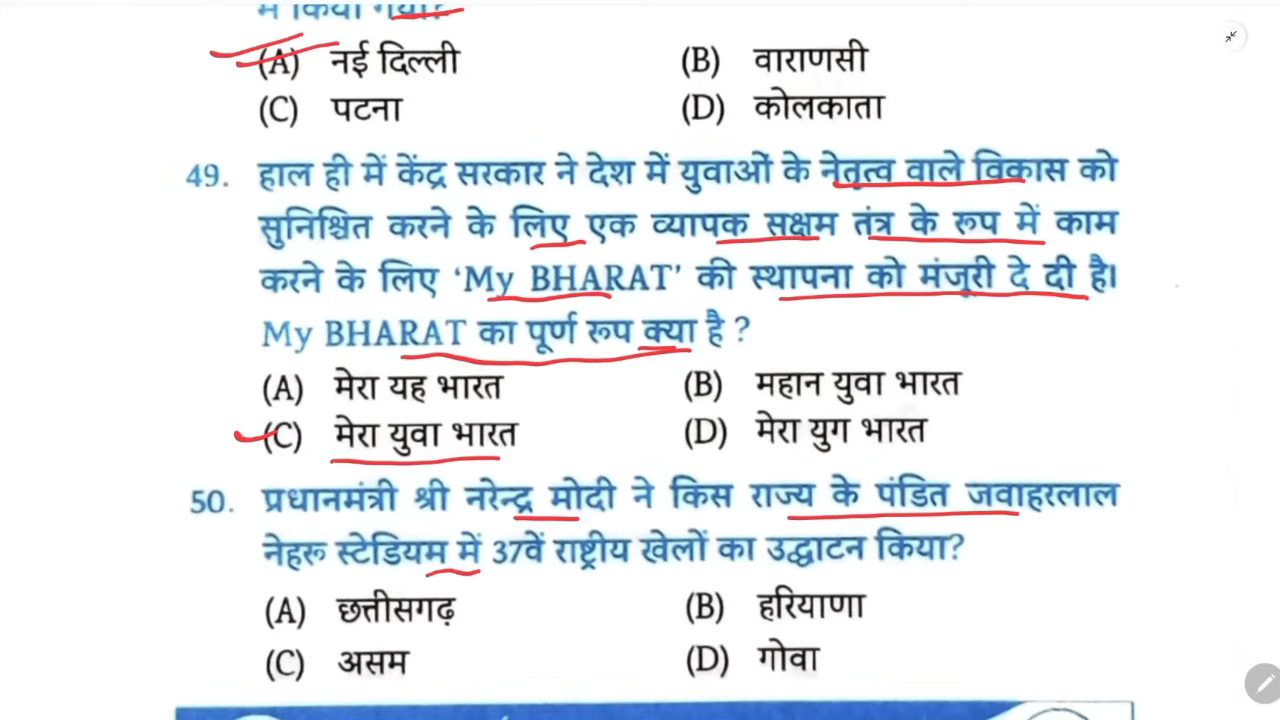 में किया गया?
(A) नई दिल्ली (B) वाराणसी
(C) पटना (D) कोलकाता
49. हाल ही में केंद्र सरकार ने देश में युवाओं के नेतृत्व वाले विकास को
सुनिश्चित करने के लिए एक व्यापक सक्षम तंत्र के रूप में काम
करने के लिए ‘My BHARAT’ की स्थापना को मंजूरी दे दी है।
My BHARAT का पूर्ण रूप क्या है ?
(A) मेरा यह भारत (B) महान युवा भारत
(C) मेरा युवा भारत (D) मेरा युग भारत
50. प्रधानमंत्री श्री नरेन्द्र मोदी ने किस राज्य के पंडित जवाहरलाल
नेहरू स्टेडियम में 37वें राष्ट्रीय खेलों का उद्घाटन किया?
(A) छत्तीसगढ़ (B) हरियाणा
(C) असम (D) गोवा